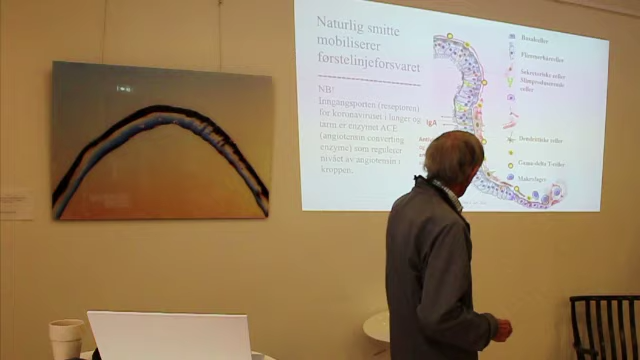 Naturlig smitte
mobiliserer
førstelinjeforsvaret
NB!
Inngangsporten (reseptoren)
for koronaviruset i lunger og
tarm er enzymet ACE
(angiotensin converting
enzyme) som regulerer
nivået av angiotensin i
kroppen.
IgA
Basalceller
Flimmerhårceller
Sekretoriske celler
Slimproduserende
celler
Dendrittiske celler
Gammadelta T-celler
Makrofager